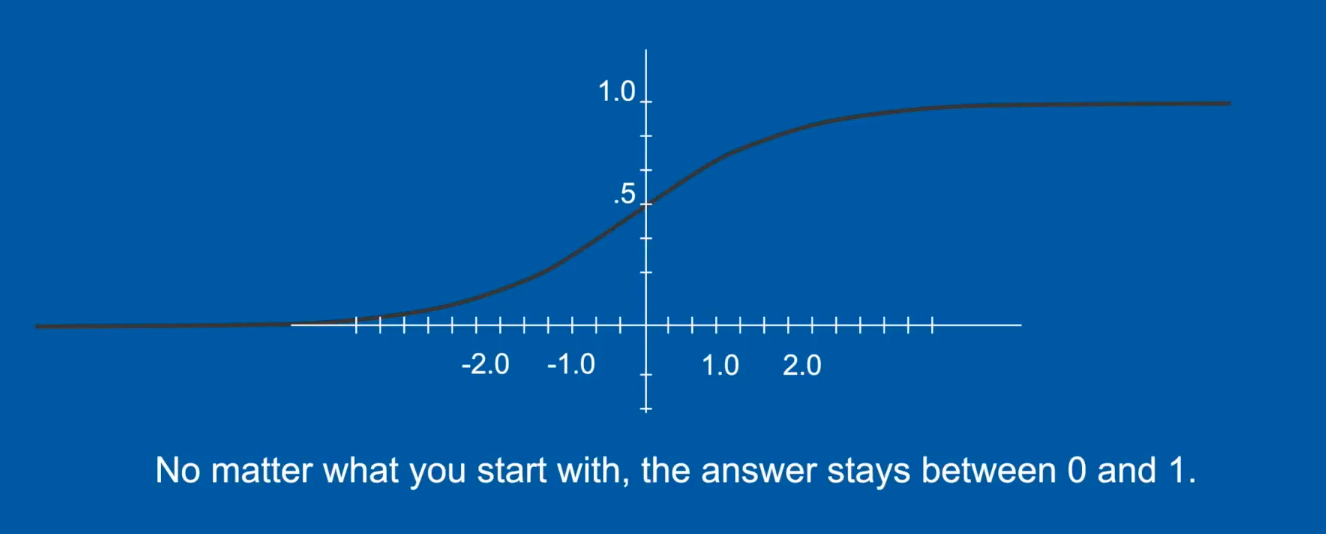 1.0
.5
-2.0 -1.0 1.0 2.0
No matter what you start with, the answer stays between 0 and 1.